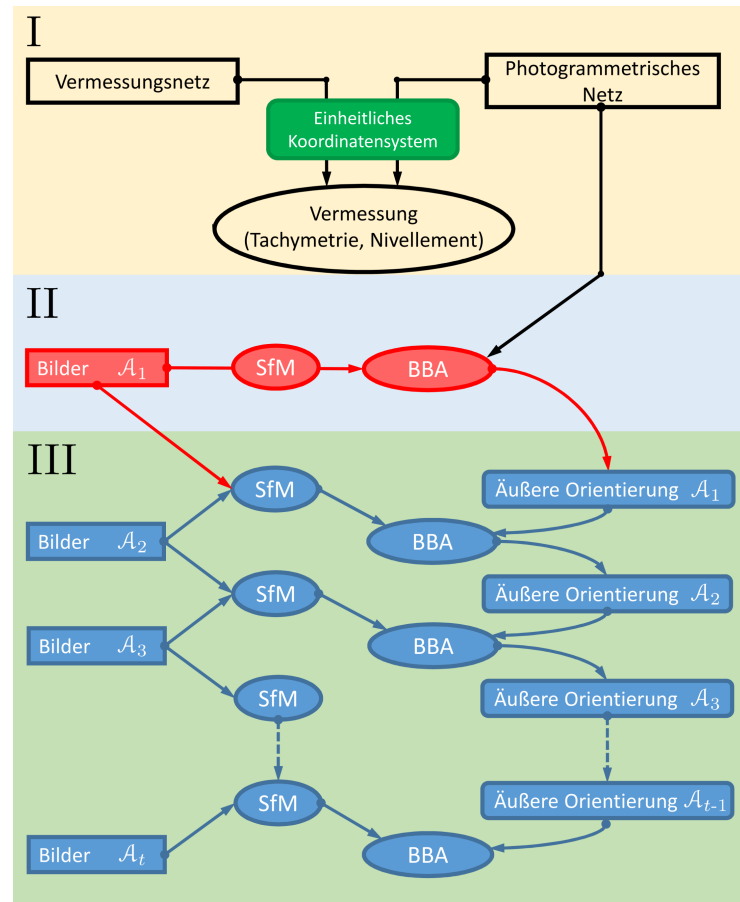 I
Vermessungsnetz
Photogrammetrisches
Netz
Einheitliches
Koordinatensystem
Vermessung
(Tachymetrie, Nivellement)
II
Bilder 𝒜₁
SfM
BBA
III
SfM
Äußere Orientierung 𝒜₁
Bilder 𝒜₂
BBA
SfM
Äußere Orientierung 𝒜₂
Bilder 𝒜₃
BBA
SfM
Äußere Orientierung 𝒜₃
SfM
Äußere Orientierung 𝒜ₜ₋₁
Bilder 𝒜ₜ
BBA